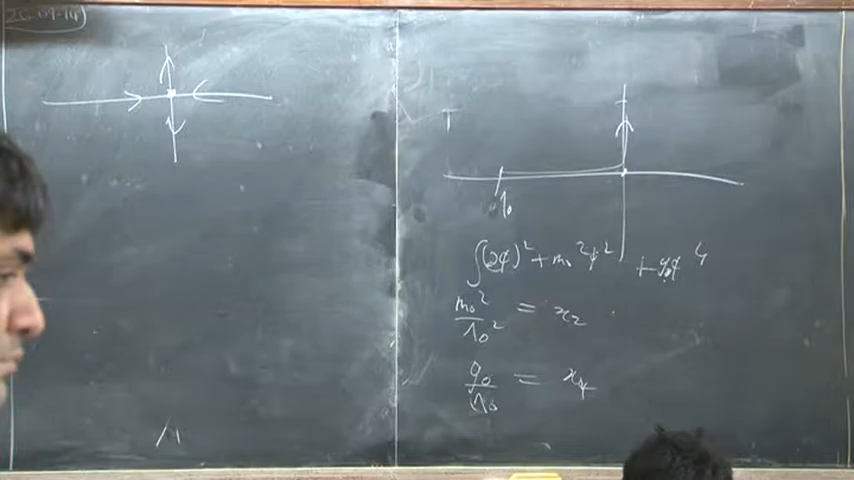 26-09-14
Λ₀
∫(∂φ)² + m₀²φ² + g₀φ⁴
m₀²/Λ₀² = x₂
g₀/Λ₀ = x₄